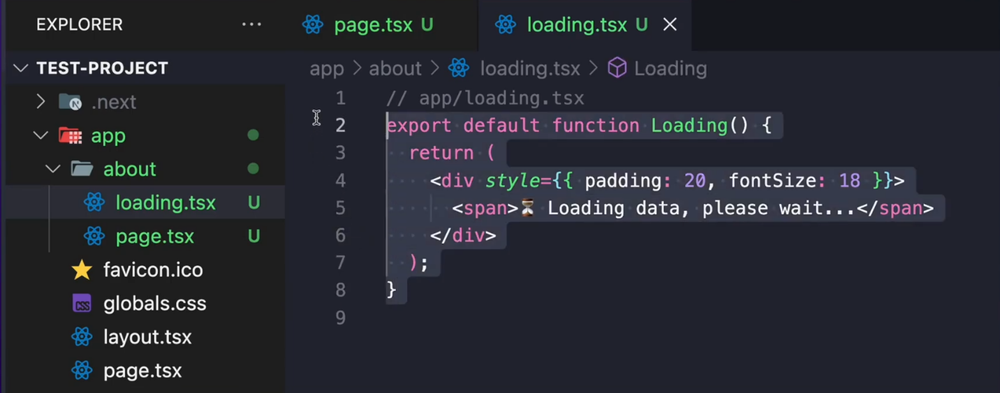 EXPLORER ...
page.tsx U
loading.tsx U
TEST-PROJECT
.next
app
about
loading.tsx U
page.tsx U
favicon.ico
globals.css
layout.tsx
page.tsx
app > about > loading.tsx > Loading
1 // app/loading.tsx
2 export default function Loading() {
3   return (
4     <div style={{ padding: 20, fontSize: 18 }}>
5       <span>⏳ Loading data, please wait...</span>
6     </div>
7   );
8 }
9